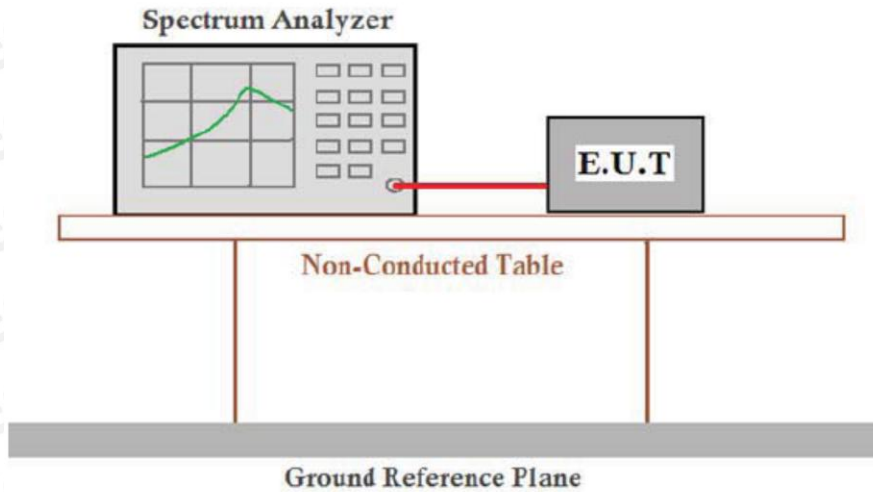 Spectrum Analyzer
E.U.T
Non-Conducted Table
Ground Reference Plane